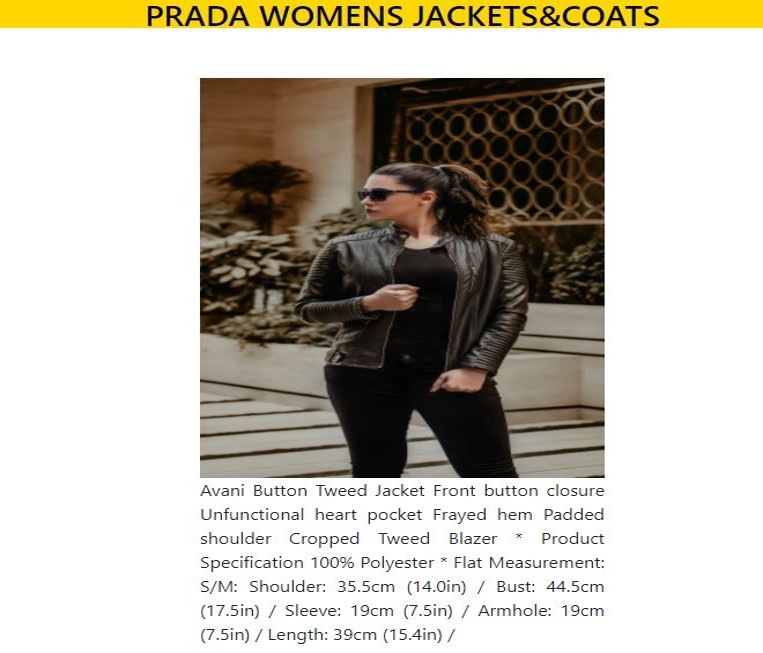 PRADA WOMENS JACKETS&COATS
Avani Button Tweed Jacket Front button closure
Unfunctional heart pocket Frayed hem Padded
shoulder Cropped Tweed Blazer * Product
Specification 100% Polyester * Flat Measurement:
S/M: Shoulder: 35.5cm (14.0in) / Bust: 44.5cm
(17.5in) / Sleeve: 19cm (7.5in) / Armhole: 19cm
(7.5in) / Length: 39cm (15.4in) /